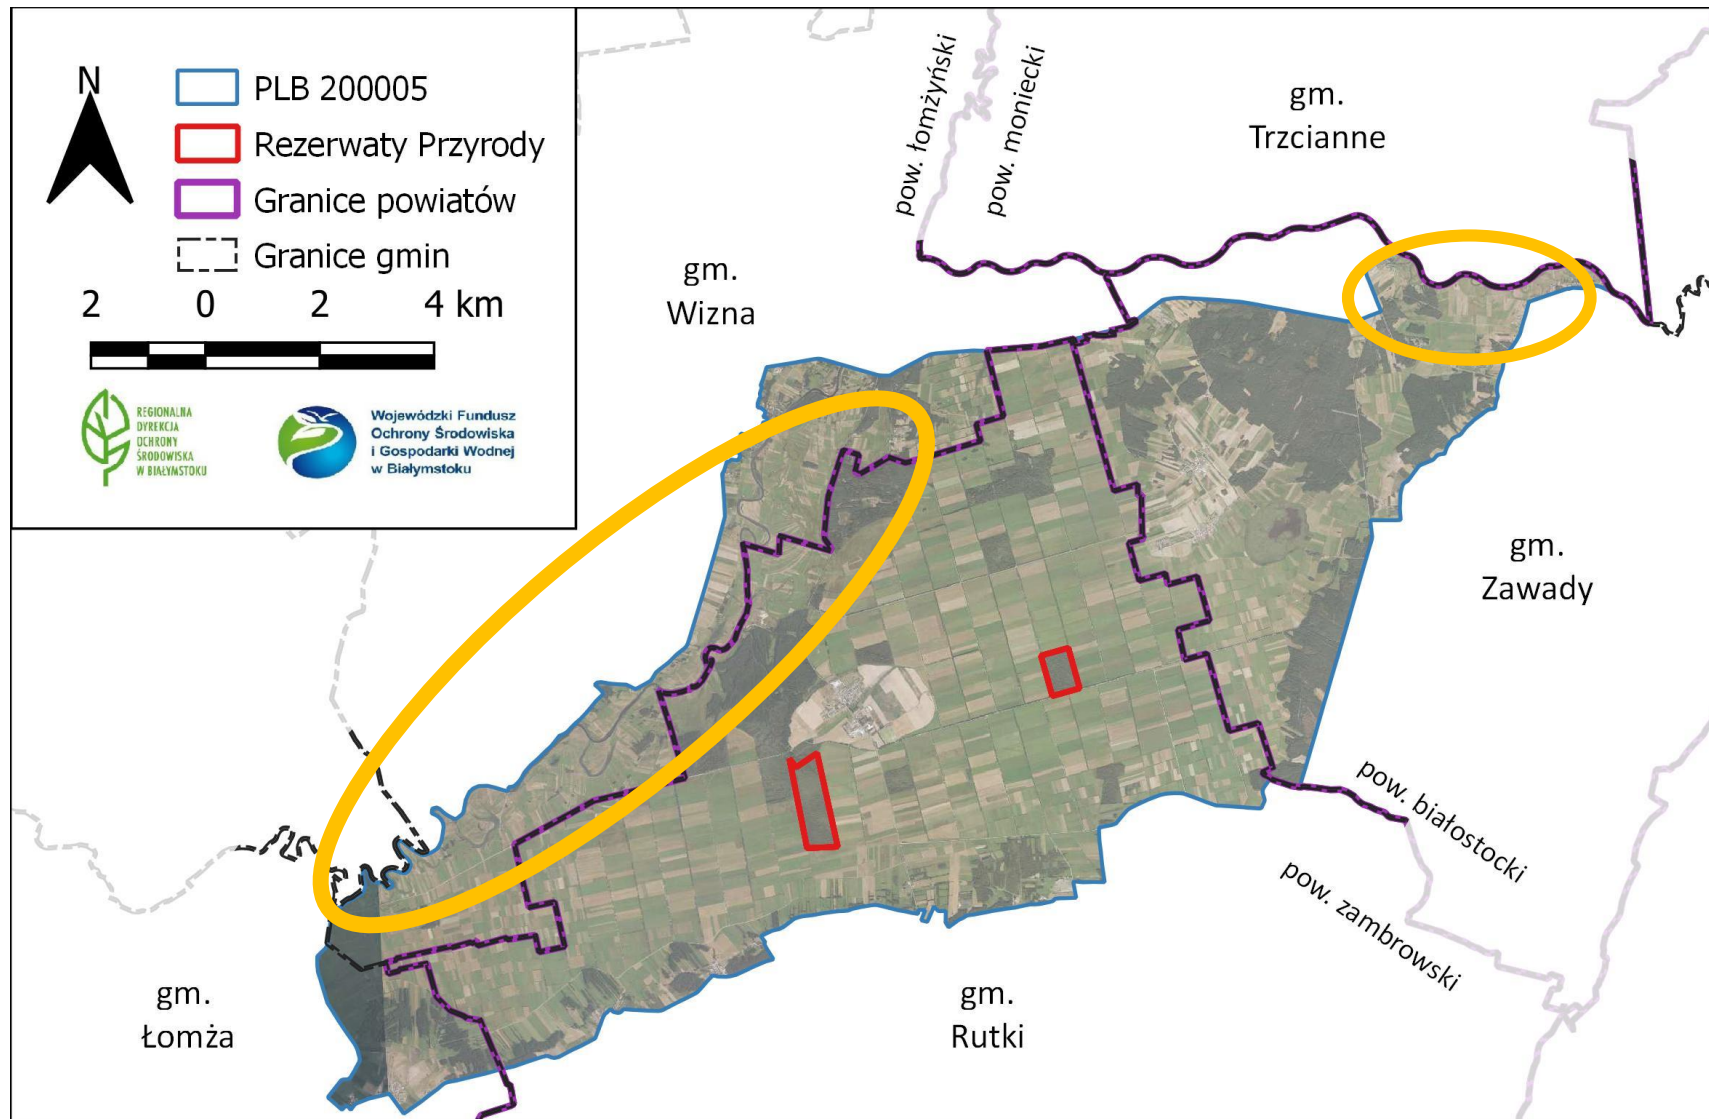 N
PLB 200005
Rezerwaty Przyrody
Granice powiatów
Granice gmin
2 0 2 4 km
REGIONALNA
DYREKCJA
OCHRONY
ŚRODOWISKA
W BIAŁYMSTOKU
Wojewódzki Fundusz
Ochrony Środowiska
i Gospodarki Wodnej
w Białymstoku
pow. łomżyński
pow. moniecki
gm.
Trzcianne
gm.
Wizna
gm.
Zawady
pow. białostocki
pow. zambrowski
gm.
Łomża
gm.
Rutki